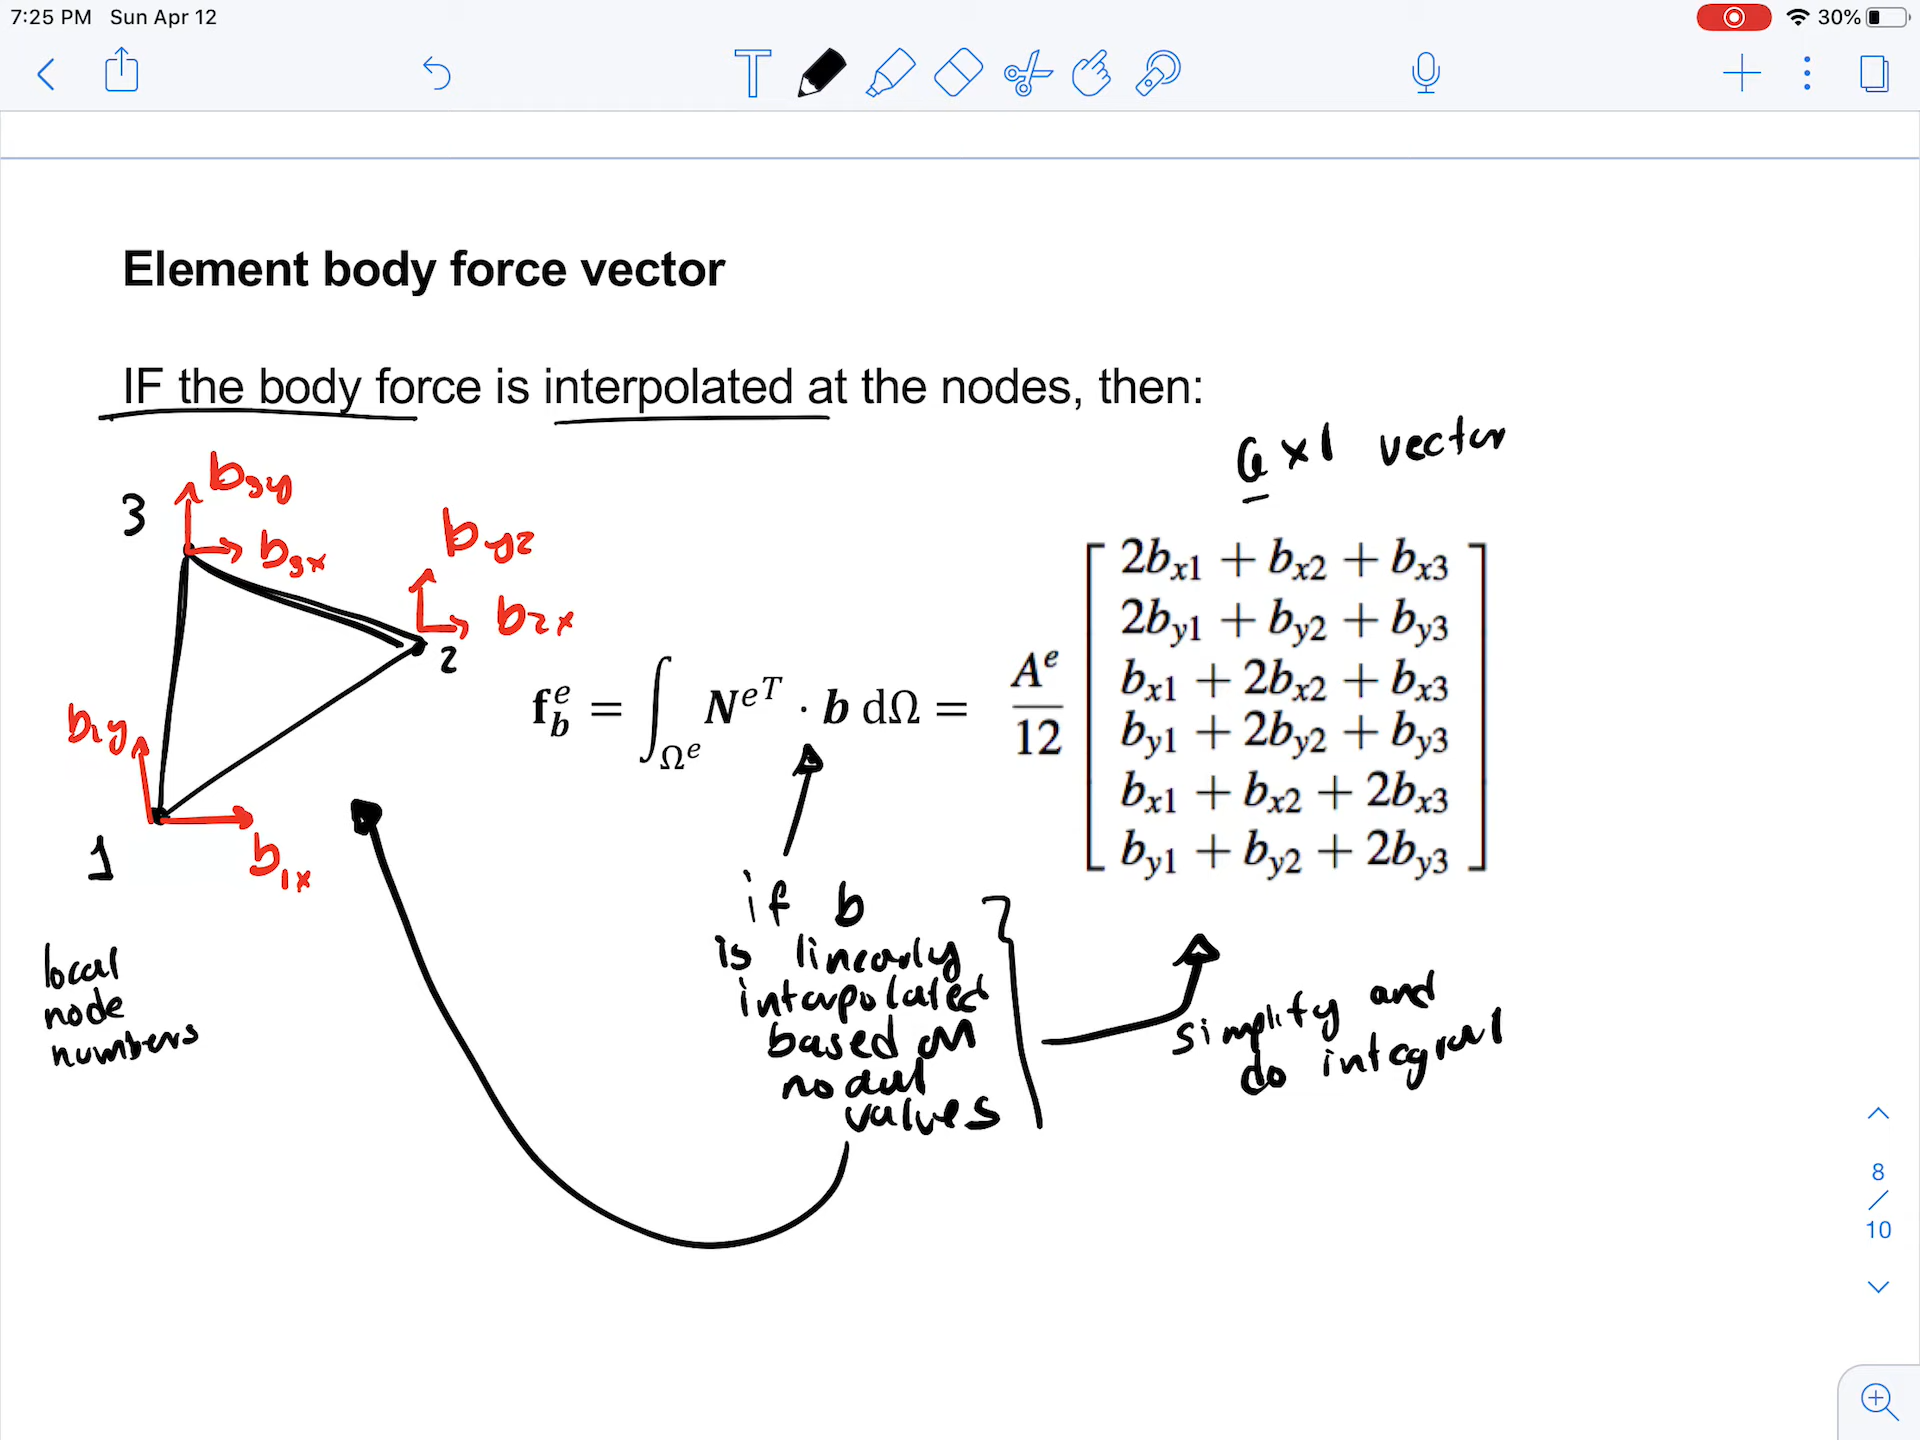 7:25 PM Sun Apr 12
30%
T
Element body force vector
IF the body force is interpolated at the nodes, then:
6 x 1 vector
3
b3y
b3x
by2
b2x
2
b1y
1
b1x
local
node
numbers
f_b^e = ∫_Ω^e N^eT · b dΩ = A^e/12
2bx1 + bx2 + bx3
2by1 + by2 + by3
bx1 + 2bx2 + bx3
by1 + 2by2 + by3
bx1 + bx2 + 2bx3
by1 + by2 + 2by3
if b
is linearly
interpolated
based on
nodal
values
simplify and
do integral
8
/
10